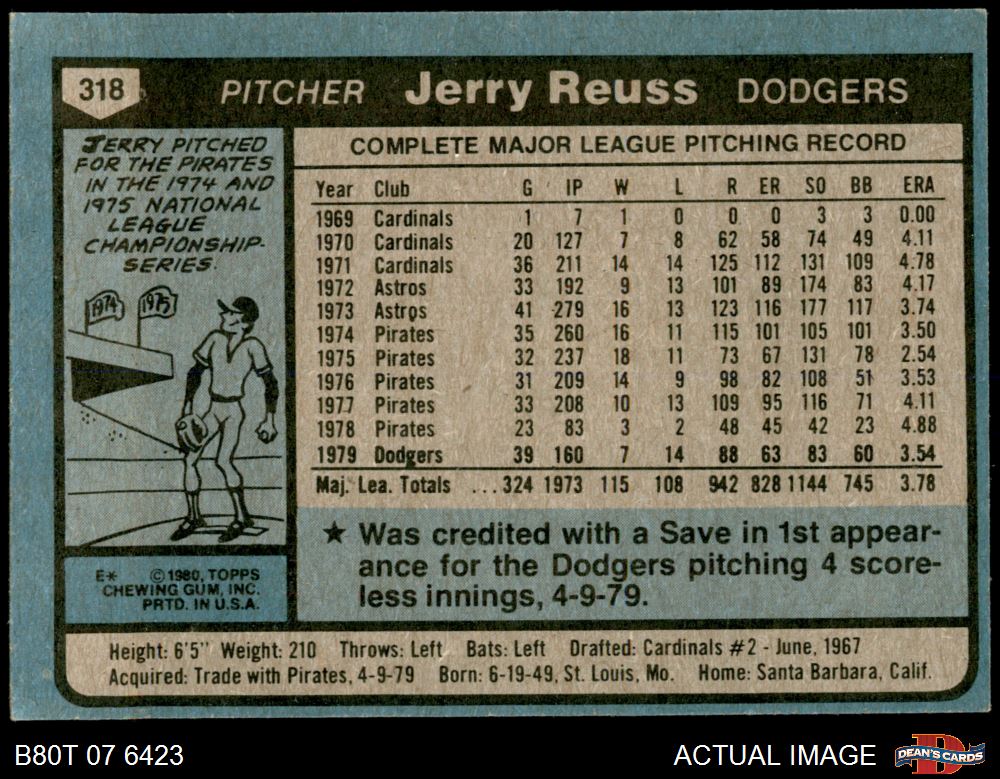 318 PITCHER Jerry Reuss DODGERS
JERRY PITCHED
FOR THE PIRATES
IN THE 1974 AND
1975 NATIONAL
LEAGUE
CHAMPIONSHIP-
SERIES.
1974 1975
E* © 1980, TOPPS
CHEWING GUM, INC.
PRTD. IN U.S.A.
COMPLETE MAJOR LEAGUE PITCHING RECORD
Year Club G IP W L R ER SO BB ERA
1969 Cardinals 1 7 1 0 0 0 3 3 0.00
1970 Cardinals 20 127 7 8 62 58 74 49 4.11
1971 Cardinals 36 211 14 14 125 112 131 109 4.78
1972 Astros 33 192 9 13 101 89 174 83 4.17
1973 Astros 41 279 16 13 123 116 177 117 3.74
1974 Pirates 35 260 16 11 115 101 105 101 3.50
1975 Pirates 32 237 18 11 73 67 131 78 2.54
1976 Pirates 31 209 14 9 98 82 108 51 3.53
1977 Pirates 33 208 10 13 109 95 116 71 4.11
1978 Pirates 23 83 3 2 48 45 42 23 4.88
1979 Dodgers 39 160 7 14 88 63 83 60 3.54
Maj. Lea. Totals ...324 1973 115 108 942 828 1144 745 3.78
★ Was credited with a Save in 1st appear-
ance for the Dodgers pitching 4 score-
less innings, 4-9-79.
Height: 6'5" Weight: 210 Throws: Left Bats: Left Drafted: Cardinals #2 - June, 1967
Acquired: Trade with Pirates, 4-9-79 Born: 6-19-49, St. Louis, Mo. Home: Santa Barbara, Calif.
B80T 07 6423 ACTUAL IMAGE DEAN'S CARDS